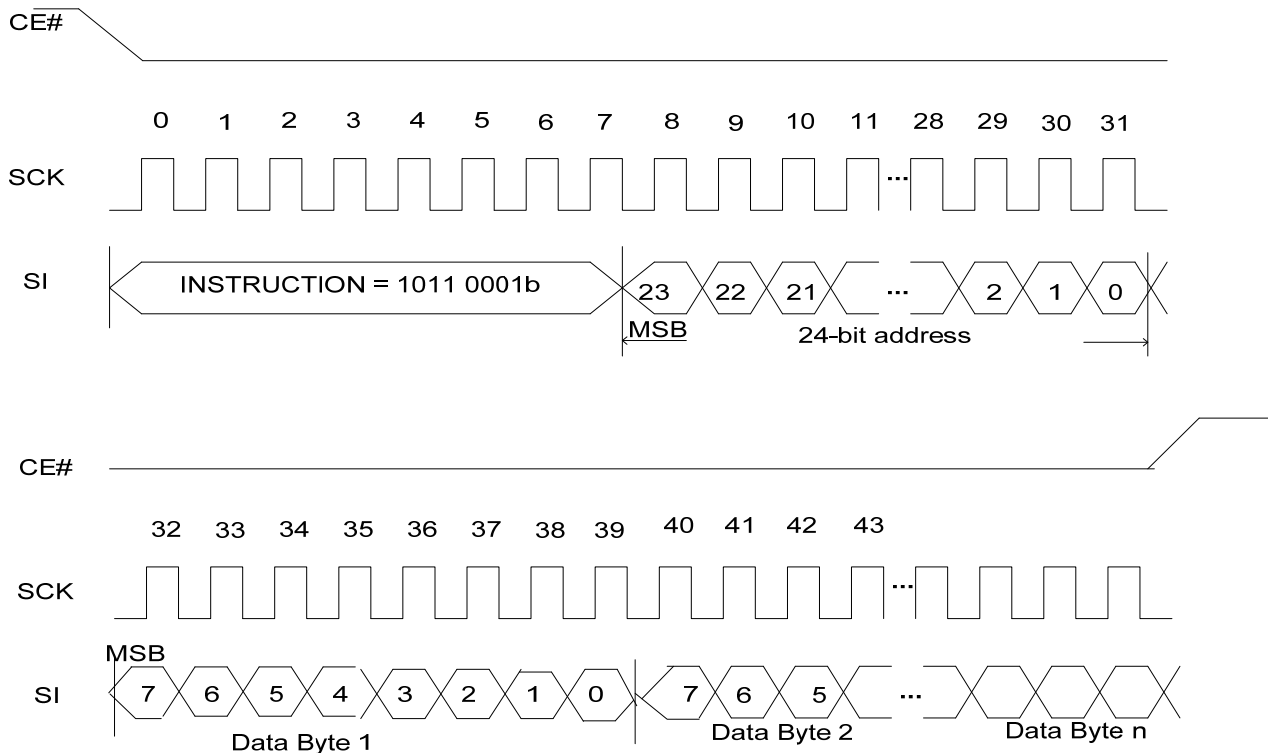 CE#
0 1 2 3 4 5 6 7 8 9 10 11 28 29 30 31
SCK ...
SI INSTRUCTION = 1011 0001b 23 22 21 ... 2 1 0
MSB 24-bit address
CE#
32 33 34 35 36 37 38 39 40 41 42 43
SCK ...
MSB
SI 7 6 5 4 3 2 1 0 7 6 5 ...
Data Byte 1 Data Byte 2 Data Byte n